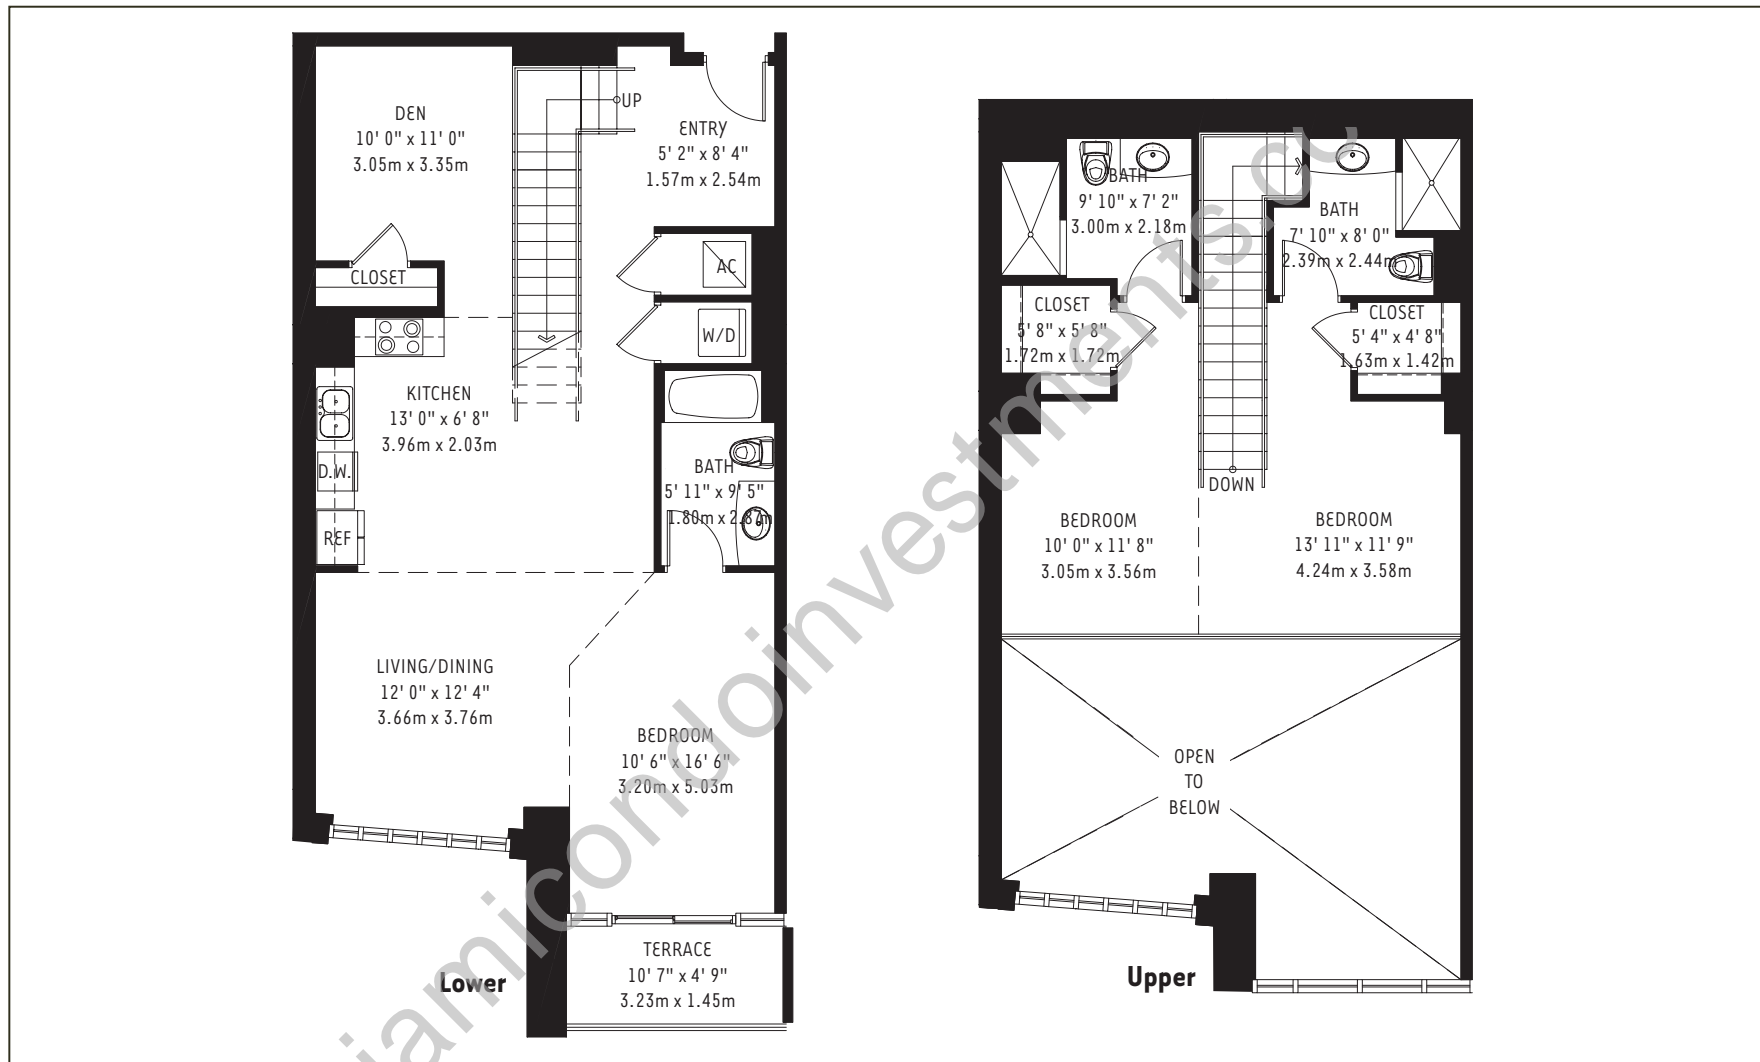 DEN
10' 0" x 11' 0"
3.05m x 3.35m
UP
ENTRY
5' 2" x 8' 4"
1.57m x 2.54m
CLOSET
AC
W/D
KITCHEN
13' 0" x 6' 8"
3.96m x 2.03m
D.W.
REF
BATH
5' 11" x 9' 5"
1.80m x 2.87m
LIVING/DINING
12' 0" x 12' 4"
3.66m x 3.76m
BEDROOM
10' 6" x 16' 6"
3.20m x 5.03m
TERRACE
10' 7" x 4' 9"
3.23m x 1.45m
Lower
BATH
9' 10" x 7' 2"
3.00m x 2.18m
BATH
7' 10" x 8' 0"
2.39m x 2.44m
CLOSET
5' 8" x 5' 8"
1.72m x 1.72m
CLOSET
5' 4" x 4' 8"
1.63m x 1.42m
DOWN
BEDROOM
10' 0" x 11' 8"
3.05m x 3.56m
BEDROOM
13' 11" x 11' 9"
4.24m x 3.58m
OPEN
TO
BELOW
Upper
iamicondoinvestments.co